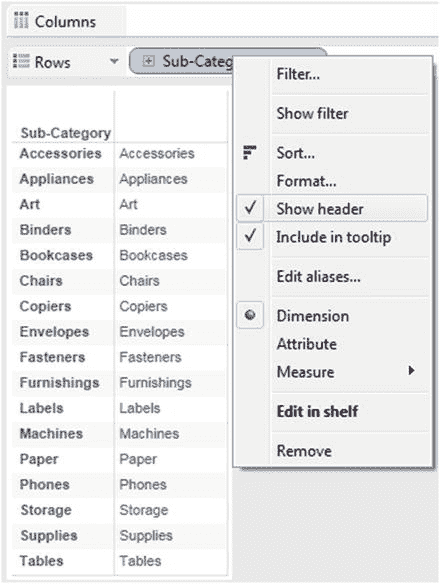 Columns
Rows
Sub-Categ
Filter...
Show filter
Sort...
Format...
Show header
Include in tooltip
Edit aliases...
Dimension
Attribute
Measure
Edit in shelf
Remove
Sub-Category
Accessories Accessories
Appliances Appliances
Art Art
Binders Binders
Bookcases Bookcases
Chairs Chairs
Copiers Copiers
Envelopes Envelopes
Fasteners Fasteners
Furnishings Furnishings
Labels Labels
Machines Machines
Paper Paper
Phones Phones
Storage Storage
Supplies Supplies
Tables Tables